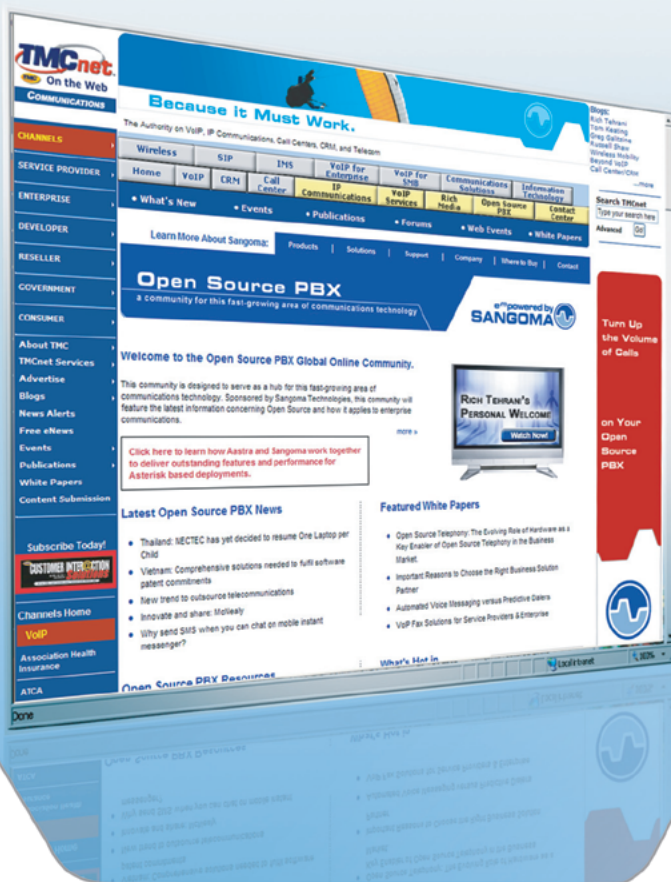 TMCnet.
TMC On the Web
COMMUNICATIONS
CHANNELS
SERVICE PROVIDER
ENTERPRISE
DEVELOPER
RESELLER
GOVERNMENT
CONSUMER
About TMC
TMCnet Services
Advertise
Blogs
News Alerts
Free eNews
Events
Publications
White Papers
Content Submission
Subscribe Today!
CUSTOMER INTER@CTION
Channels Home
VoIP
Association Health
Insurance
ATCA
Done
Because it Must Work.
The Authority on VoIP, IP Communications, Call Centers, CRM, and Telecom
Wireless
SIP
IMS
VoIP for
Enterprise
VoIP for
SMB
Communications
Solutions
Information
Technology
Home
VoIP
CRM
Call
Center
IP
Communications
VoIP
Services
Rich
Media
Open Source
PBX
Contact
Center
• What's New
• Events
• Publications
• Forums
• Web Events
• White Papers
Learn More About Sangoma:
Products | Solutions | Support | Company | Where to Buy | Contact
Open Source PBX
a community for this fast-growing area of communications technology
powered by
SANGOMA
Welcome to the Open Source PBX Global Online Community.
This community is designed to serve as a hub for this fast-growing area of
communications technology. Sponsored by Sangoma Technologies, this community will
feature the latest information concerning Open Source and how it applies to enterprise
communications.
more »
Click here to learn how Aastra and Sangoma work together
to deliver outstanding features and performance for
Asterisk based deployments.
RICH TEHRANI'S
PERSONAL WELCOME
Watch Now!
Latest Open Source PBX News
• Thailand: NECTEC has yet decided to resume One Laptop per
Child
• Vietnam: Comprehensive solutions needed to fulfil software
patent commitments
• New trend to outsource telecommunications
• Innovate and share: McNealy
• Why send SMS when you can chat on mobile instant
messenger?
Open Source PBX Resources
Featured White Papers
• Open Source Telephony: The Evolving Role of Hardware as a
Key Enabler of Open Source Telephony in the Business
Market.
• Important Reasons to Choose the Right Business Solution
Partner
• Automated Voice Messaging versus Predictive Dialers
• VoIP Fax Solutions for Service Providers & Enterprise
What's Hot in
Blogs:
Rich Tehrani
Tom Keating
Greg Galitzine
Russell Shaw
Wireless Mobility
Beyond VoIP
Call Center/CRM
...more
Search TMCnet
Type your search here
Advanced
Go!
Turn Up
the Volume
of Calls
on Your
Open
Source
PBX
Local intranet
100%